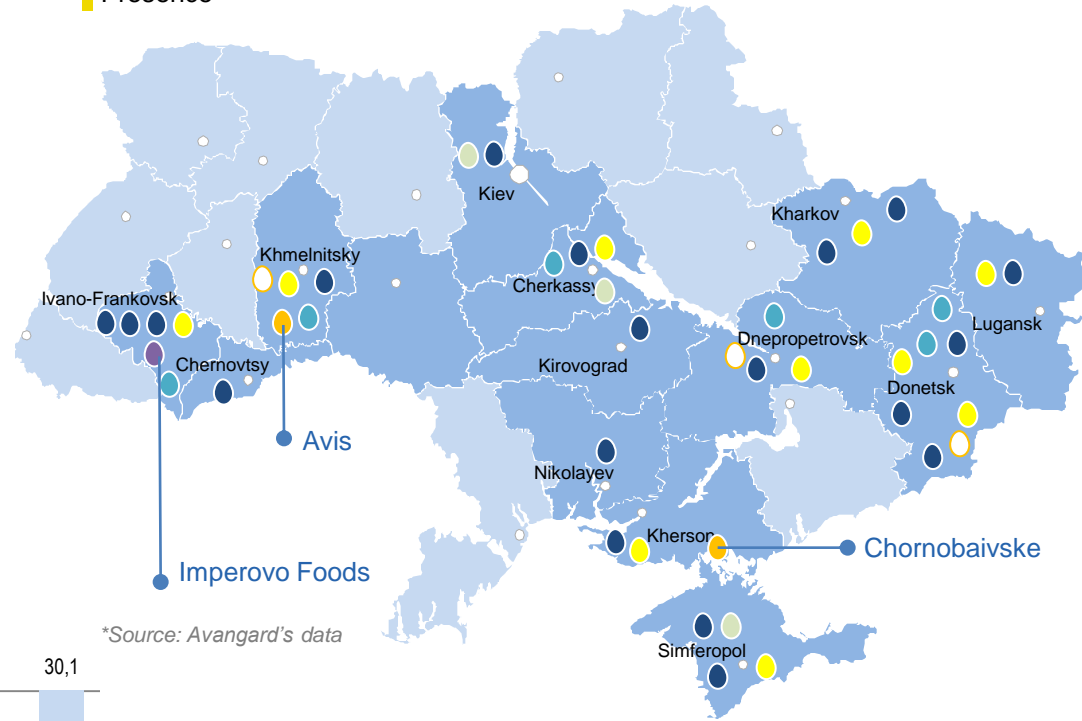 Presence
Kiev
Kharkov
Khmelnitsky
Cherkassy
Ivano-Frankovsk
Lugansk
Dnepropetrovsk
Chernovtsy
Kirovograd
Donetsk
Avis
Nikolayev
Kherson
Chornobaivske
Imperovo Foods
*Source: Avangard's data
Simferopol
30,1